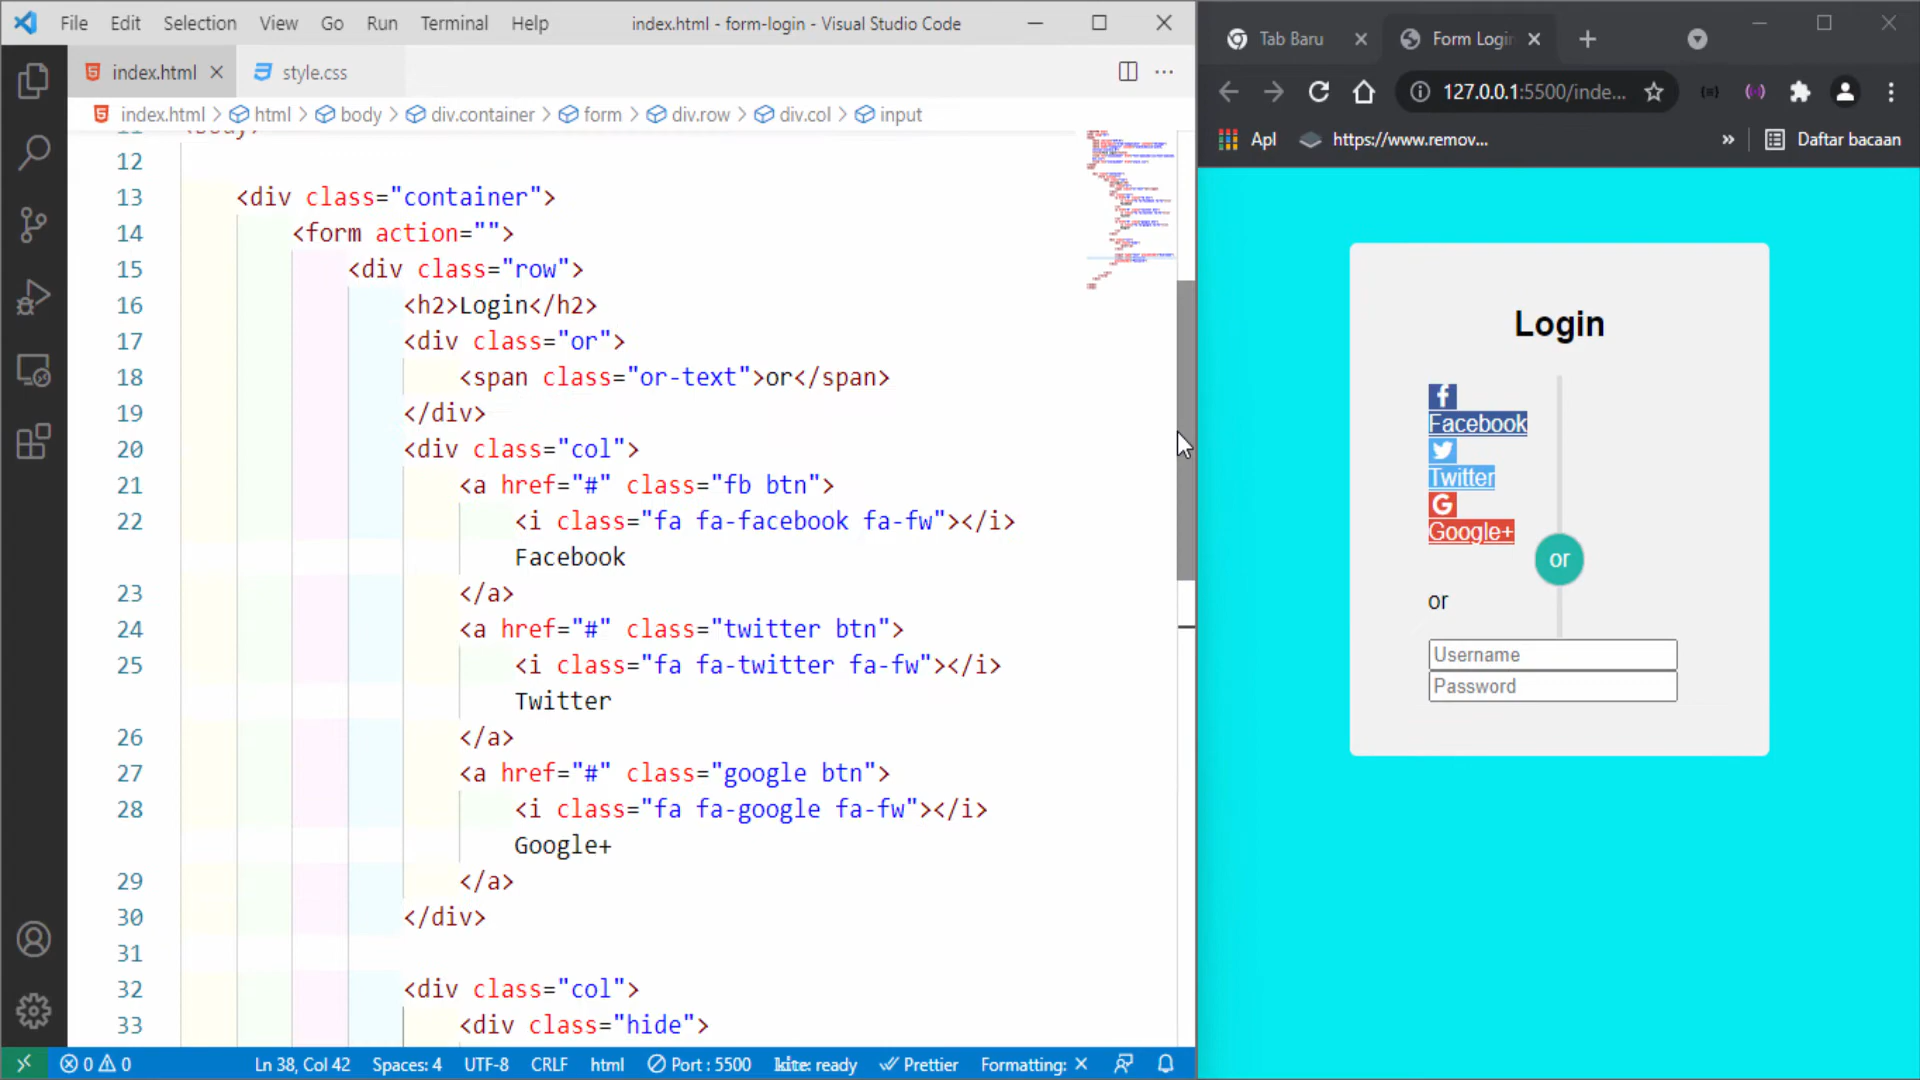 File Edit Selection View Go Run Terminal Help index.html - form-login - Visual Studio Code
index.html style.css
index.html > html > body > div.container > form > div.row > div.col > input
12
13 <div class="container">
14 <form action="">
15 <div class="row">
16 <h2>Login</h2>
17 <div class="or">
18 <span class="or-text">or</span>
19 </div>
20 <div class="col">
21 <a href="#" class="fb btn">
22 <i class="fa fa-facebook fa-fw"></i>
Facebook
23 </a>
24 <a href="#" class="twitter btn">
25 <i class="fa fa-twitter fa-fw"></i>
Twitter
26 </a>
27 <a href="#" class="google btn">
28 <i class="fa fa-google fa-fw"></i>
Google+
29 </a>
30 </div>
31
32 <div class="col">
33 <div class="hide">
0 0 Ln 38, Col 42 Spaces: 4 UTF-8 CRLF html Port : 5500 kite: ready Prettier Formatting: ×
Tab Baru Form Login
127.0.0.1:5500/inde...
Apl https://www.remov... » Daftar bacaan
Login
Facebook
Twitter
Google+
or
or
Username
Password